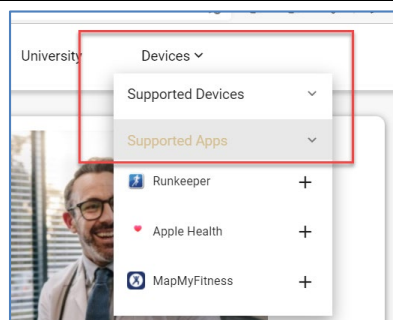 University Devices
Supported Devices
Supported Apps
Runkeeper
Apple Health
MapMyFitness